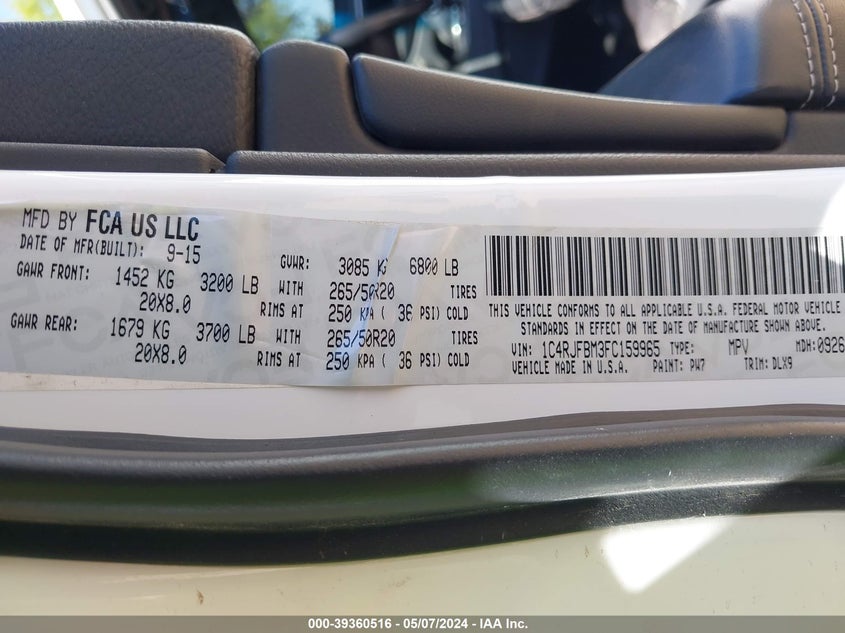 MFD BY FCA US LLC
DATE OF MFR(BUILT): 9-15
GVWR: 3085 KG 6800 LB
GAWR FRONT: 1452 KG 3200 LB WITH 265/50R20 TIRES
20X8.0 RIMS AT 250 KPA ( 36 PSI) COLD
GAWR REAR: 1679 KG 3700 LB WITH 265/50R20 TIRES
20X8.0 RIMS AT 250 KPA ( 36 PSI) COLD
THIS VEHICLE CONFORMS TO ALL APPLICABLE U.S.A. FEDERAL MOTOR VEHICLE
STANDARDS IN EFFECT ON THE DATE OF MANUFACTURE SHOWN ABOVE.
VIN: 1C4RJFBM3FC159965 TYPE: MPV MDH: 0926
VEHICLE MADE IN U.S.A. PAINT: PW7 TRIM: DLX9
000-39360516 - 05/07/2024 - IAA Inc.